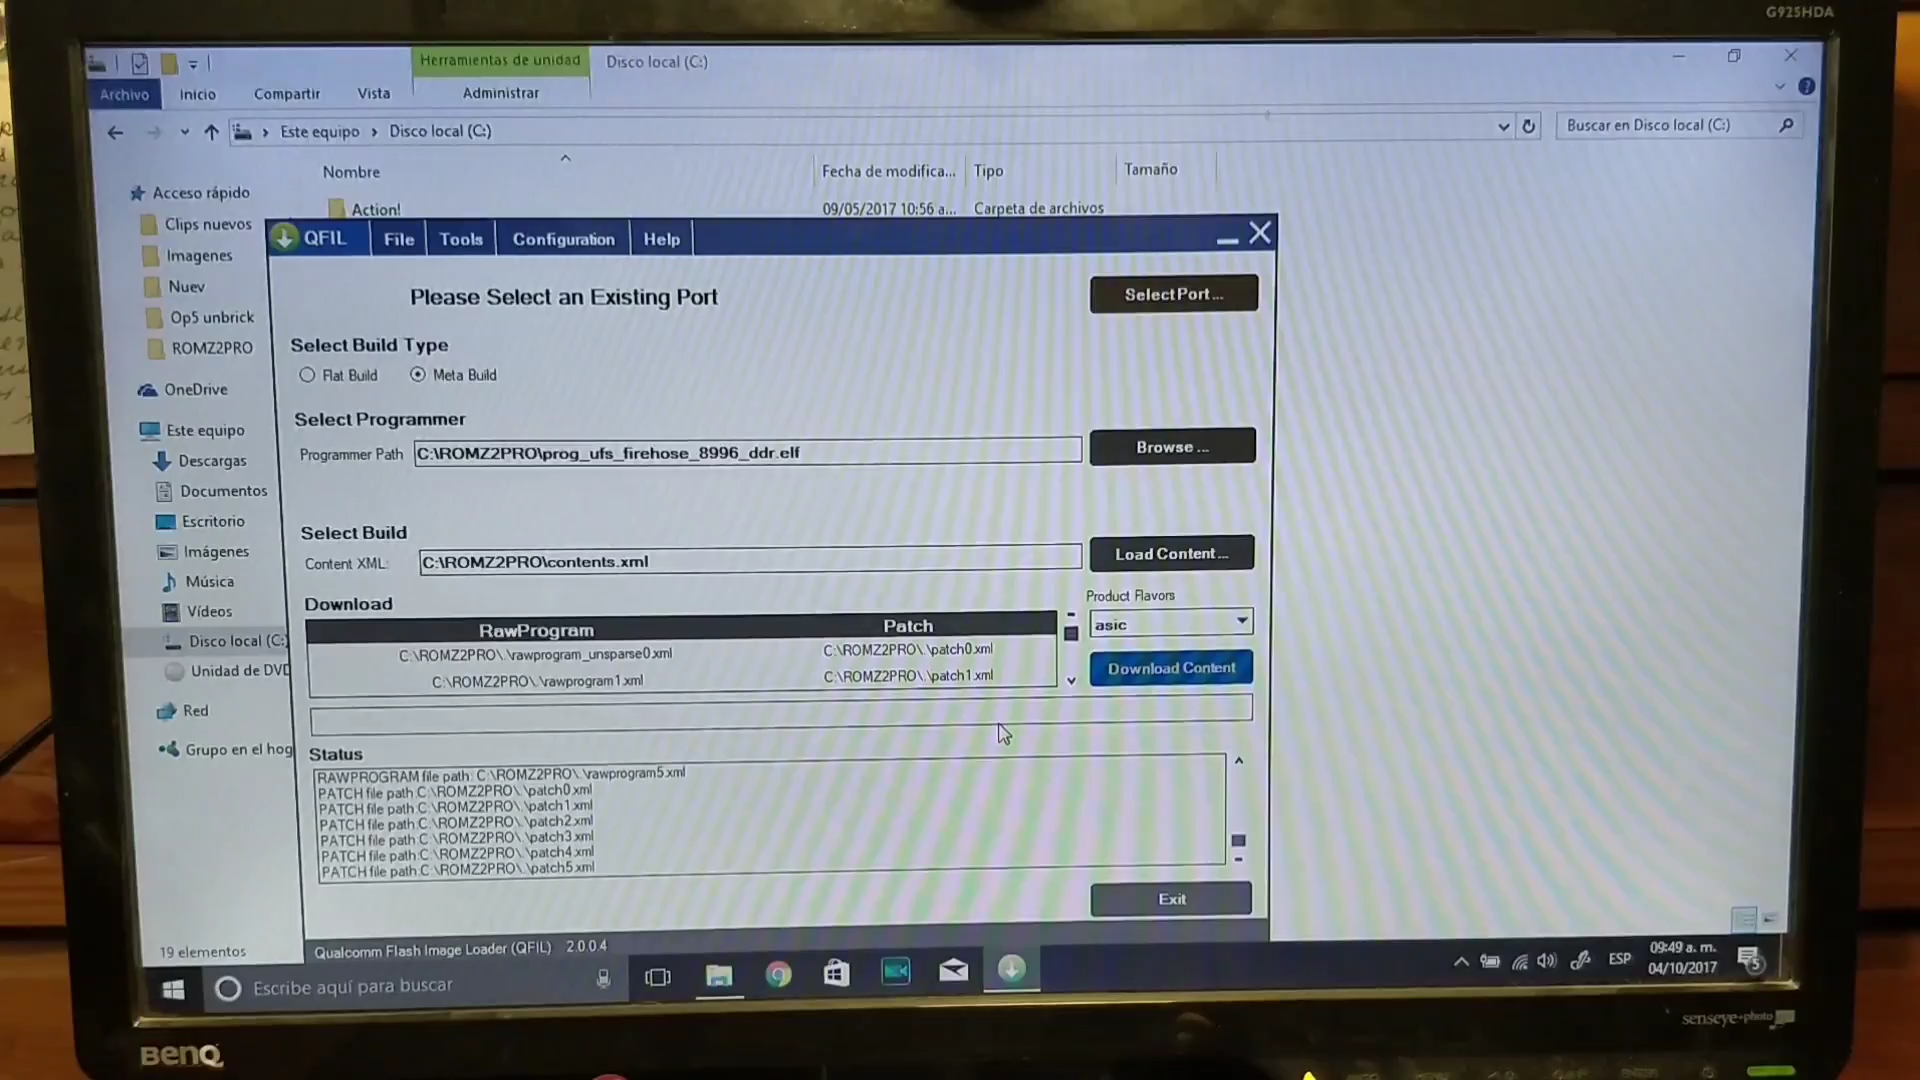 G925HDA
Herramientas de unidad
Disco local (C:)
Archivo
Inicio
Compartir
Vista
Administrar
Este equipo > Disco local (C:)
Buscar en Disco local (C:)
Nombre
Fecha de modifica...
Tipo
Tamaño
Acceso rápido
Action!
09/05/2017 10:56 a...
Carpeta de archivos
Clips nuevos
Imagenes
Nuev
Op5 unbrick
ROMZ2PRO
OneDrive
Este equipo
Descargas
Documentos
Escritorio
Imágenes
Música
Vídeos
Disco local (C:)
Unidad de DVD
Red
Grupo en el hog
19 elementos
QFIL
File
Tools
Configuration
Help
Please Select an Existing Port
Select Port ...
Select Build Type
Flat Build
Meta Build
Select Programmer
Programmer Path
C:\ROMZ2PRO\prog_ufs_firehose_8996_ddr.elf
Browse ...
Select Build
Content XML:
C:\ROMZ2PRO\contents.xml
Load Content ...
Download
Product Flavors
RawProgram
Patch
asic
C:\ROMZ2PRO\.\rawprogram_unsparse0.xml
C:\ROMZ2PRO\.\patch0.xml
C:\ROMZ2PRO\.\rawprogram1.xml
C:\ROMZ2PRO\.\patch1.xml
Download Content
Status
RAWPROGRAM file path: C:\ROMZ2PRO\.\rawprogram5.xml
PATCH file path:C:\ROMZ2PRO\.\patch0.xml
PATCH file path:C:\ROMZ2PRO\.\patch1.xml
PATCH file path:C:\ROMZ2PRO\.\patch2.xml
PATCH file path:C:\ROMZ2PRO\.\patch3.xml
PATCH file path:C:\ROMZ2PRO\.\patch4.xml
PATCH file path:C:\ROMZ2PRO\.\patch5.xml
Exit
Qualcomm Flash Image Loader (QFIL) 2.0.0.4
Escribe aquí para buscar
ESP
09:49 a. m.
04/10/2017
5
senseye+photo
BenQ